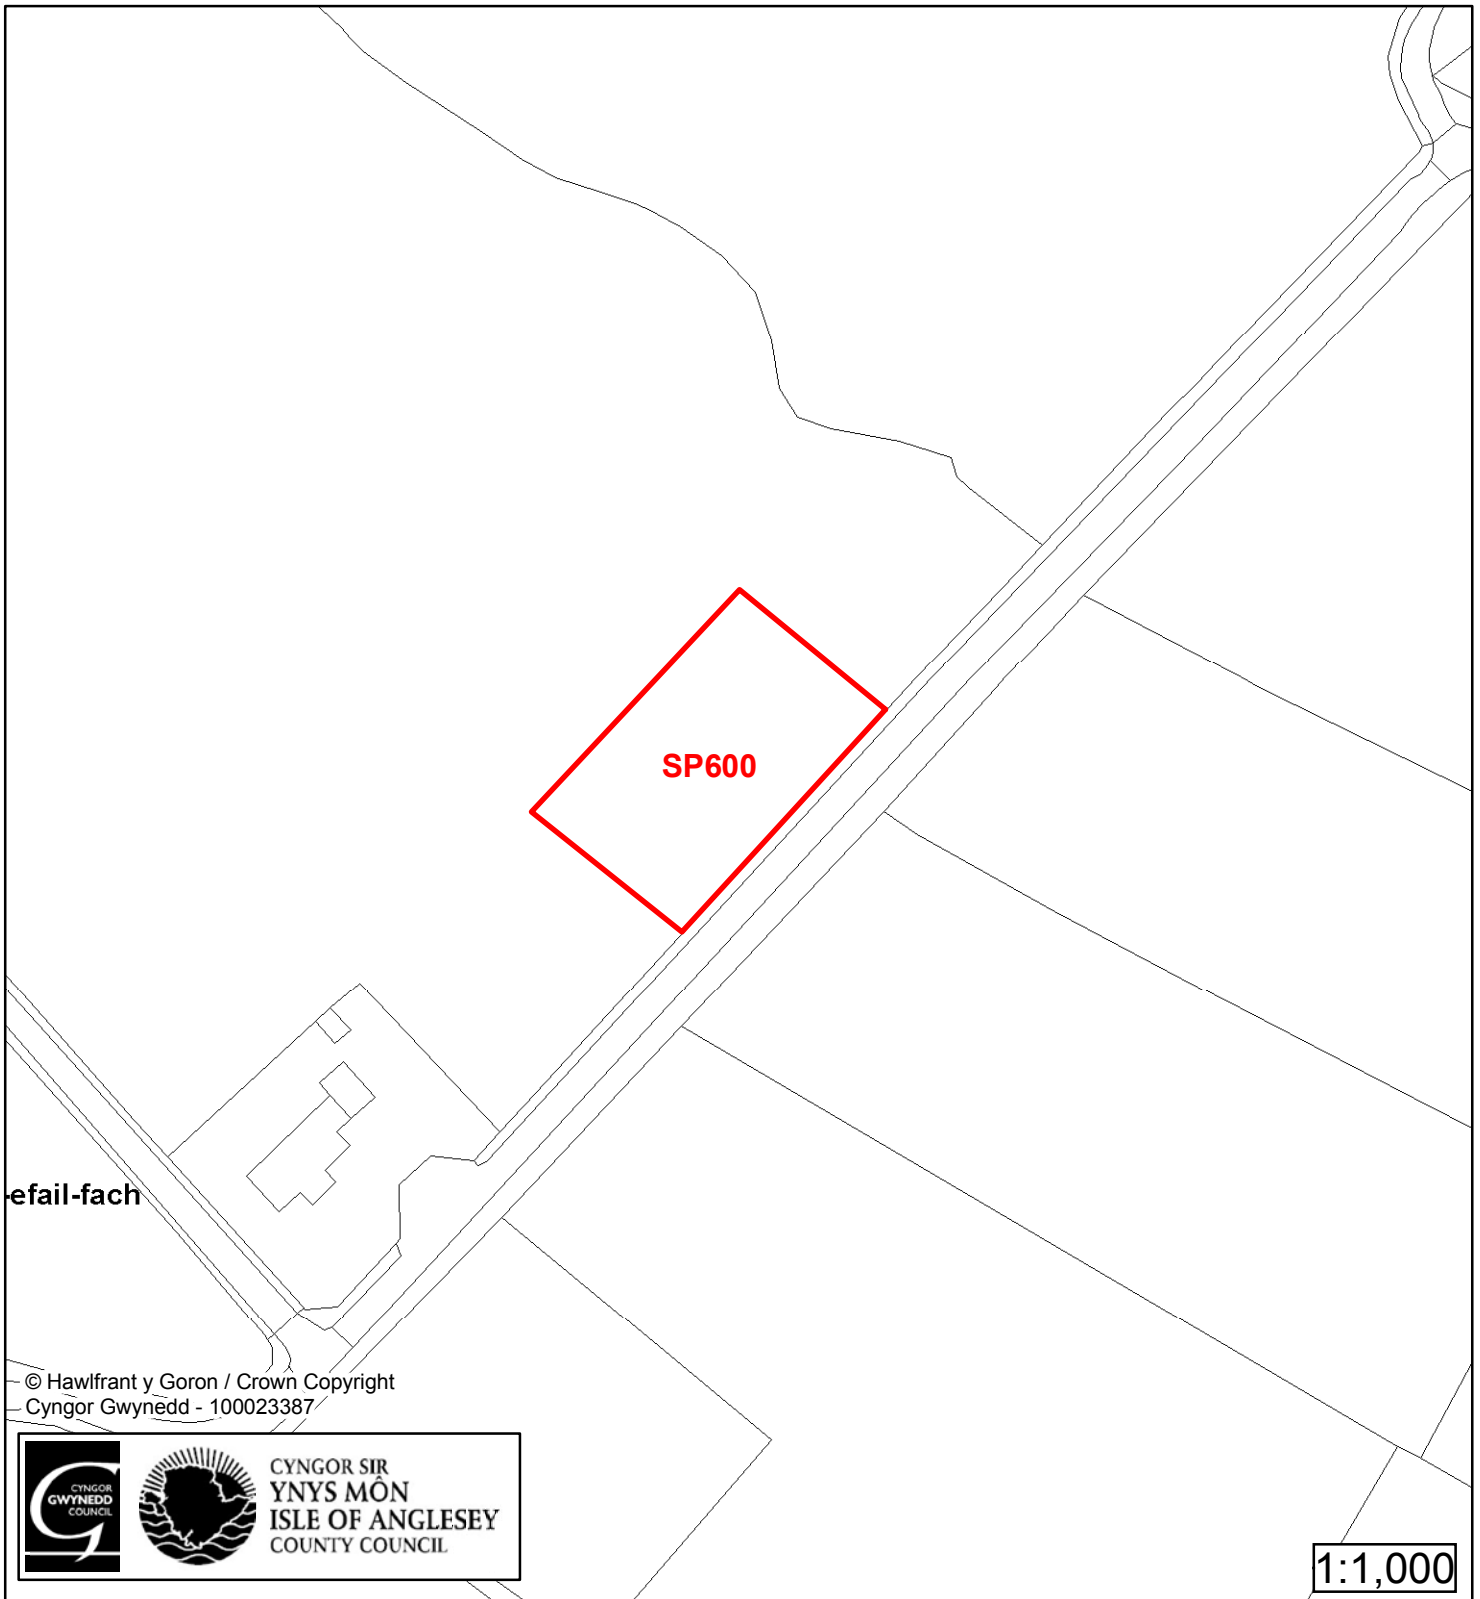 SP600
-efail-fach
© Hawlfrant y Goron / Crown Copyright
Cyngor Gwynedd - 100023387
CYNGOR
GWYNEDD
COUNCIL
CYNGOR SIR
YNYS MÔN
ISLE OF ANGLESEY
COUNTY COUNCIL
1:1,000